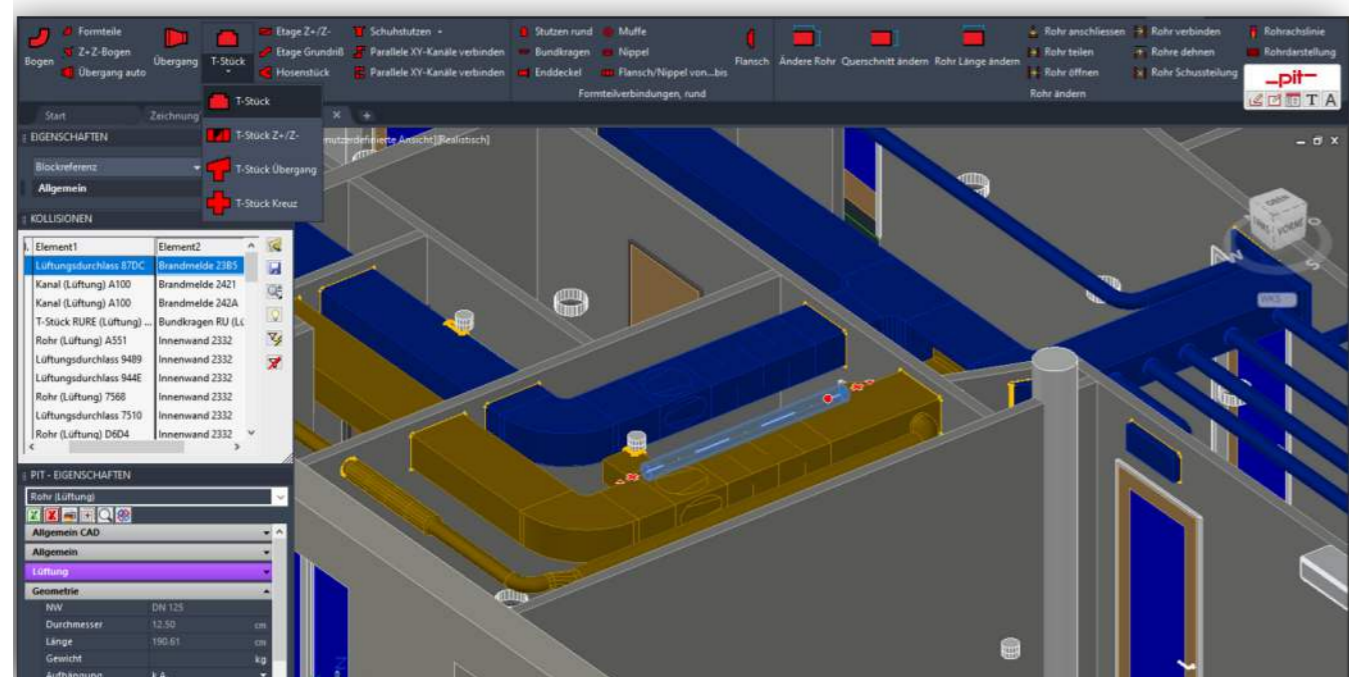 Formteile
Z+Z-Bogen
Übergang auto
Bogen
Übergang
T-Stück
Etage Z+/Z-
Etage Grundriß
Hosenstück
Schuhstutzen
Parallele XY-Kanäle verbinden
Parallele XY-Kanäle verbinden
Stutzen rund
Bundkragen
Enddeckel
Muffe
Nippel
Flansch/Nippel von...bis
Formteilverbindungen, rund
Flansch
Ändere Rohr
Querschnitt ändern
Rohr Länge ändern
Rohr anschliessen
Rohr teilen
Rohr öffnen
Rohr verbinden
Rohre dehnen
Rohr Schussteilung
Rohr ändern
Rohrachslinie
Rohrdarstellung
pit
T A
T-Stück
T-Stück Z+/Z-
T-Stück Übergang
T-Stück Kreuz
Start
Zeichnung
EIGENSCHAFTEN
Blockreferenz
Allgemein
nutzerdefinierte Ansicht][Realistisch]
KOLLISIONEN
Element1 Element2
Lüftungsdurchlass 87DC Brandmelde 23B5
Kanal (Lüftung) A100 Brandmelde 2421
Kanal (Lüftung) A100 Brandmelde 242A
T-Stück RURE (Lüftung) ... Bundkragen RU (Lü
Rohr (Lüftung) A551 Innenwand 2332
Lüftungsdurchlass 9489 Innenwand 2332
Lüftungsdurchlass 944E Innenwand 2332
Rohr (Lüftung) 7568 Innenwand 2332
Lüftungsdurchlass 7510 Innenwand 2332
Rohr (Lüftung) D6D4 Innenwand 2332
PIT - EIGENSCHAFTEN
Rohr (Lüftung)
Allgemein CAD
Allgemein
Lüftung
Geometrie
NW DN 125
Durchmesser 12.50 cm
Länge 190.61 cm
Gewicht kg
Aufhängung k.A.
OBEN
LINKS
VORNE
W
S
WKS